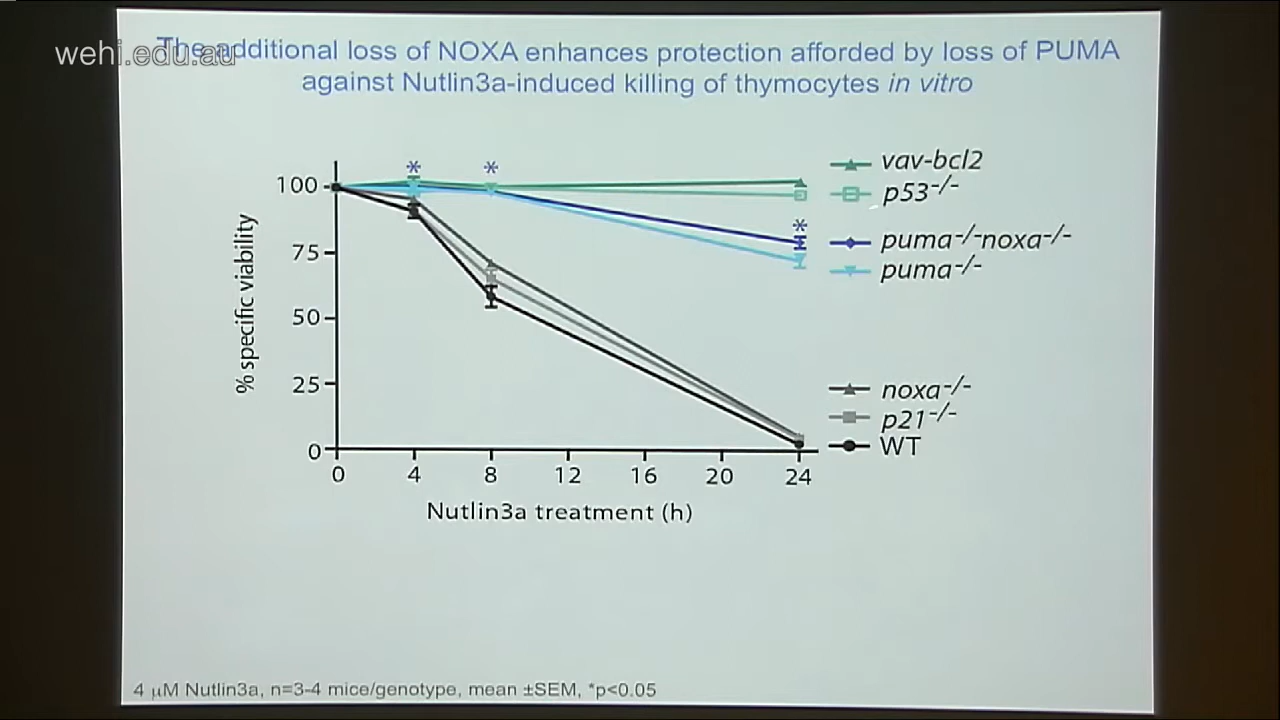 wehi.edu.au
The additional loss of NOXA enhances protection afforded by loss of PUMA
against Nutlin3a-induced killing of thymocytes in vitro
* *
100
75
50
25
0
% specific viability
0 4 8 12 16 20 24
Nutlin3a treatment (h)
*
vav-bcl2
p53-/-
puma-/-noxa-/-
puma-/-
noxa-/-
p21-/-
WT
4 µM Nutlin3a, n=3-4 mice/genotype, mean ±SEM, *p<0.05